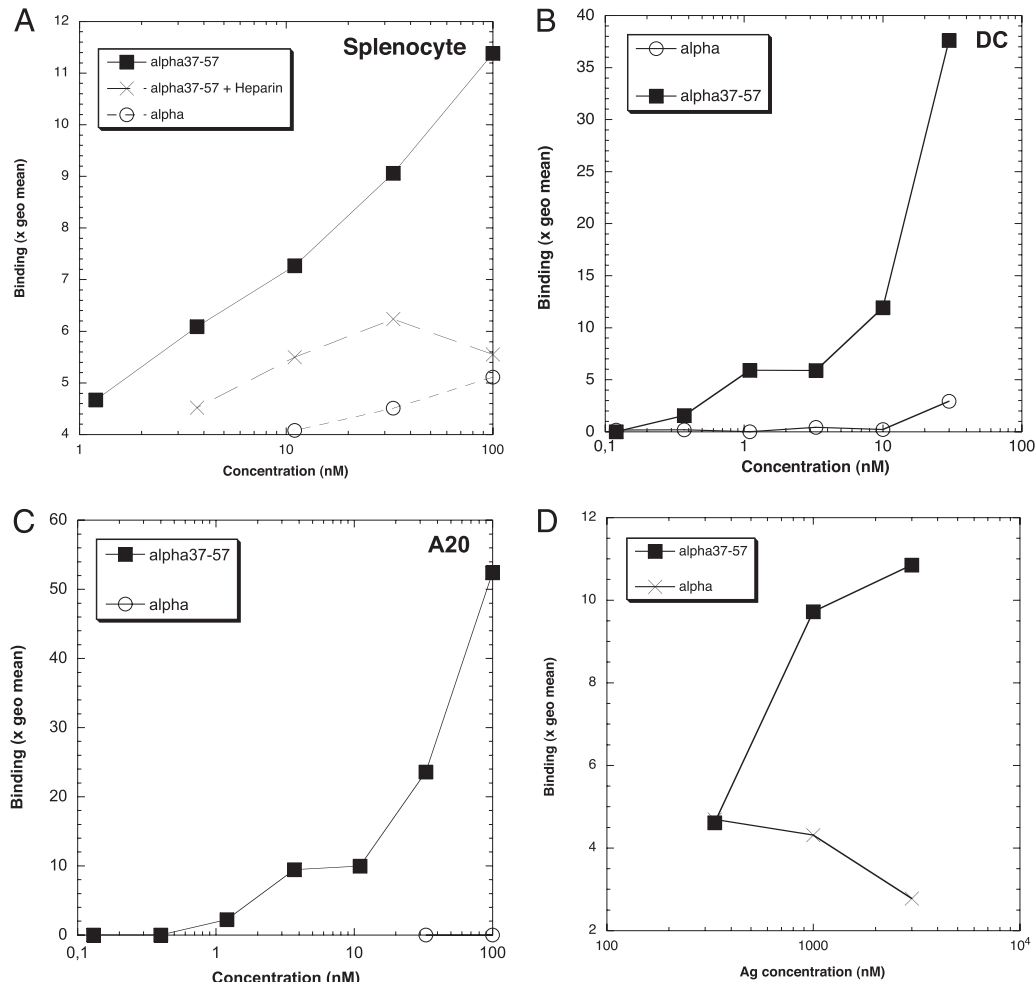 A
Splenocyte
alpha37-57
alpha37-57 + Heparin
alpha
Binding (x geo mean)
12
11
10
9
8
7
6
5
4
1
10
100
Concentration (nM)
B
DC
alpha
alpha37-57
Binding (x geo mean)
40
35
30
25
20
15
10
5
0
0,1
1
10
100
Concentration (nM)
C
A20
alpha37-57
alpha
Binding (x geo mean)
60
50
40
30
20
10
0
0,1
1
10
100
Concentration (nM)
D
alpha37-57
alpha
Binding (x geo mean)
12
10
8
6
4
2
100
1000
10⁴
Ag concentration (nM)